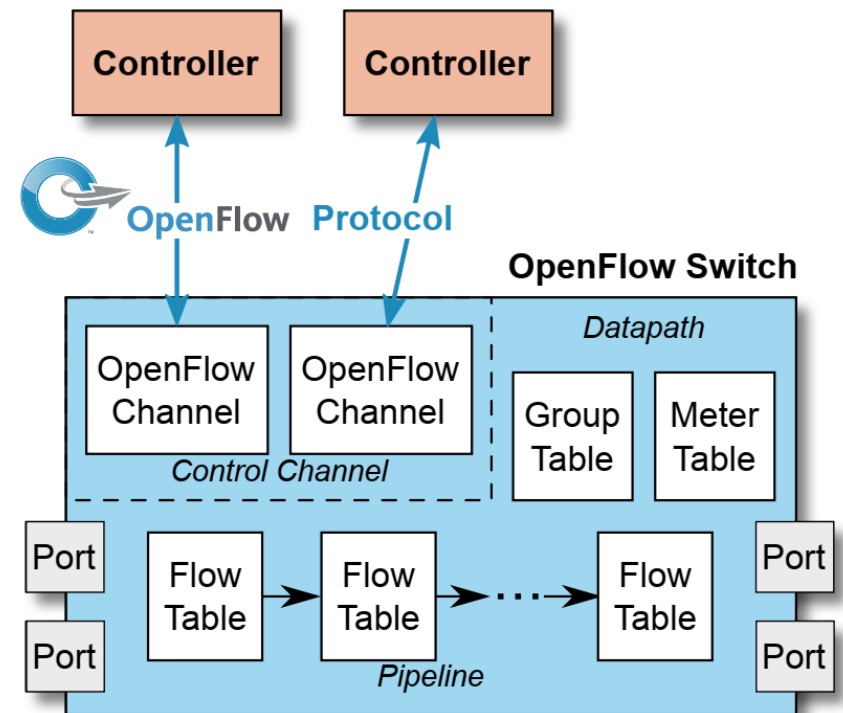 Controller
Controller
OpenFlow
Protocol
™
OpenFlow Switch
Datapath
OpenFlow
Channel
OpenFlow
Channel
Control Channel
Group
Table
Meter
Table
Port
Port
Flow
Table
Flow
Table
...
Flow
Table
Port
Port
Pipeline